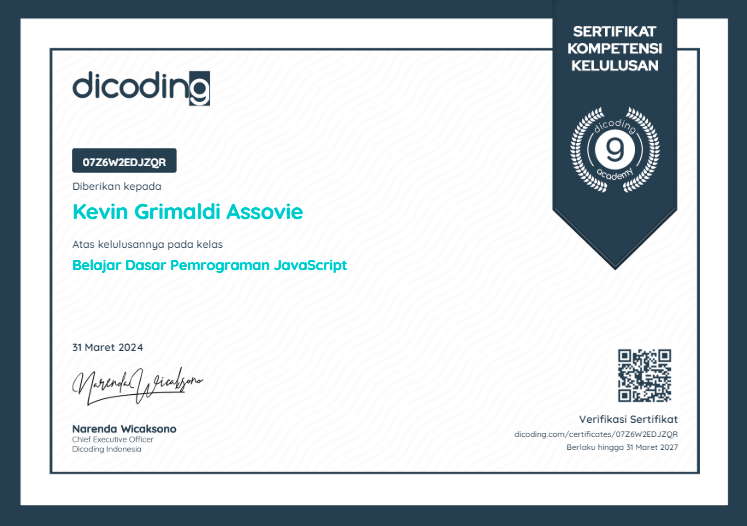 SERTIFIKAT
KOMPETENSI
KELULUSAN
dicoding
dicoding
9
academy
07Z6W2EDJZQR
Diberikan kepada
Kevin Grimaldi Assovie
Atas kelulusannya pada kelas
Belajar Dasar Pemrograman JavaScript
31 Maret 2024
Narenda Wicaksono
Narenda Wicaksono
Chief Executive Officer
Dicoding Indonesia
Verifikasi Sertifikat
dicoding.com/certificates/07Z6W2EDJZQR
Berlaku hingga 31 Maret 2027